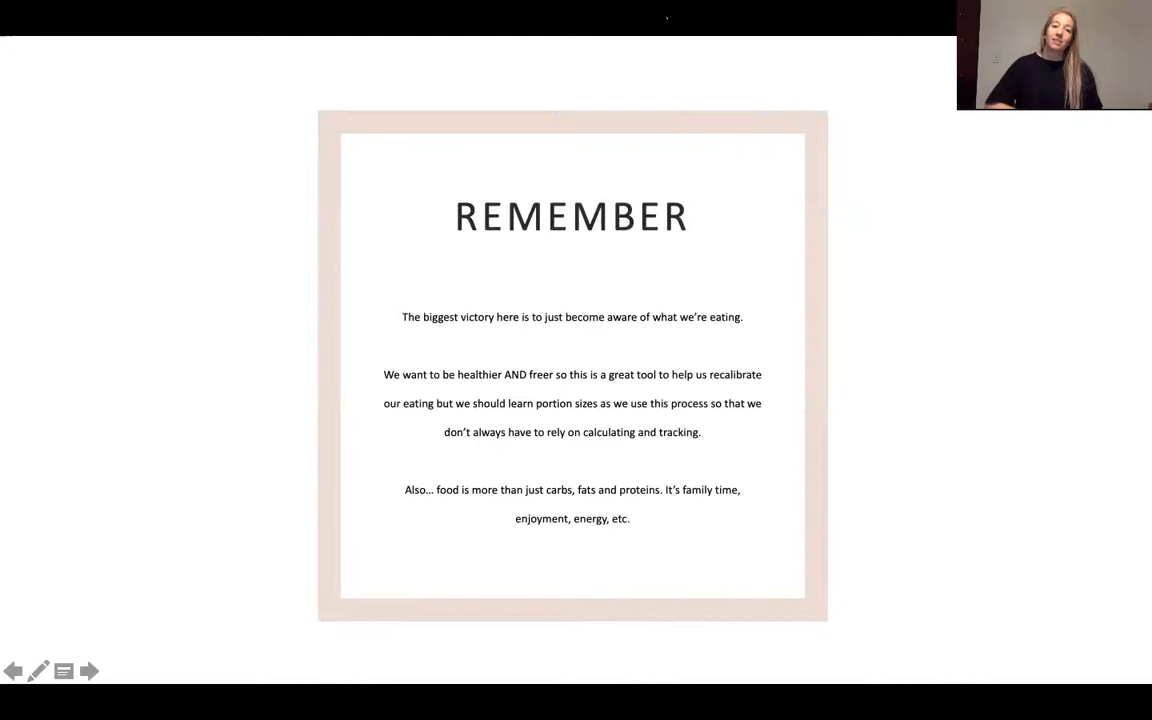 REMEMBER
The biggest victory here is to just become aware of what we’re eating.
We want to be healthier AND freer so this is a great tool to help us recalibrate
our eating but we should learn portion sizes as we use this process so that we
don’t always have to rely on calculating and tracking.
Also… food is more than just carbs, fats and proteins. It’s family time,
enjoyment, energy, etc.